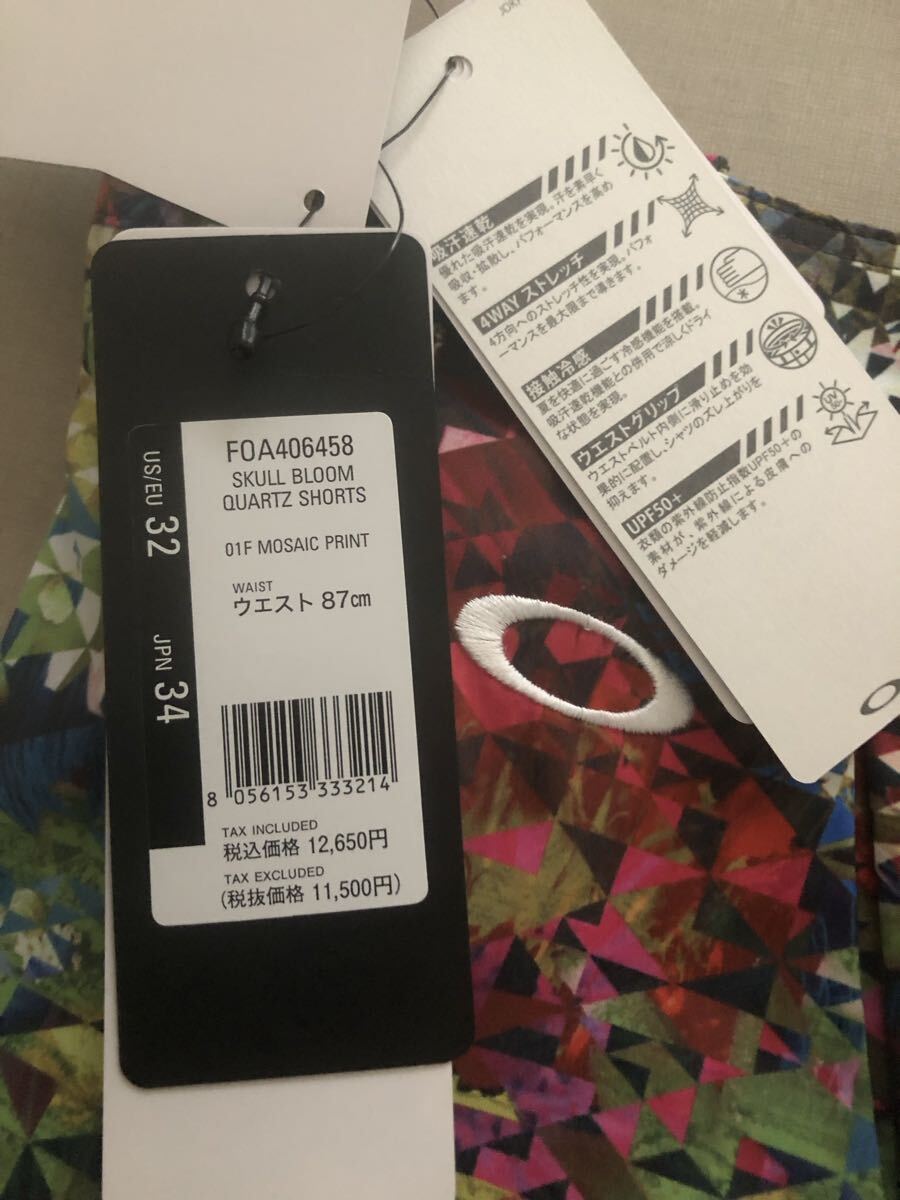 JDKF
吸汗速乾
優れた吸汗速乾を実現。汗を素早く
吸収・拡散し、パフォーマンスを高め
ます。
4WAY ストレッチ
4方向へのストレッチ性を実現。パフォ
ーマンスを最大限まで導きます。
接触冷感
夏を快適に過ごす冷感機能を搭載。
吸汗速乾機能との併用で涼しくドライ
な状態を実現。
ウエストグリップ
ウエストベルト内側に滑り止めを効
果的に配置し、シャツのズレ上がりを
抑えます。
UPF50+
衣類の紫外線防止指数UPF50+の
素材が、紫外線による皮膚への
ダメージを軽減します。
UV
US/EU 32
JPN 34
FOA406458
SKULL BLOOM
QUARTZ SHORTS
01F MOSAIC PRINT
WAIST
ウエスト 87cm
8 056153 333214
TAX INCLUDED
税込価格 12,650円
TAX EXCLUDED
(税抜価格 11,500円)